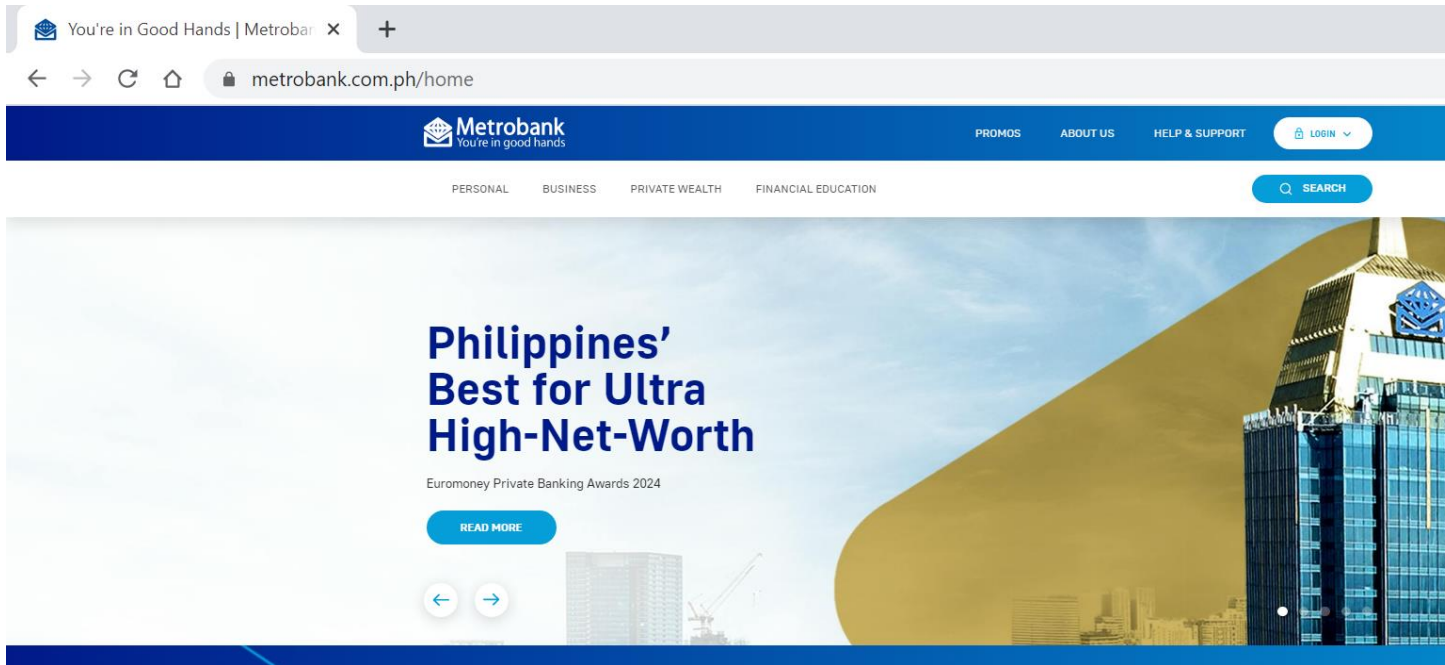 You're in Good Hands | Metroban
metrobank.com.ph/home
Metrobank
You're in good hands
PROMOS ABOUT US HELP & SUPPORT LOGIN
PERSONAL BUSINESS PRIVATE WEALTH FINANCIAL EDUCATION SEARCH
Philippines'
Best for Ultra
High-Net-Worth
Euromoney Private Banking Awards 2024
READ MORE